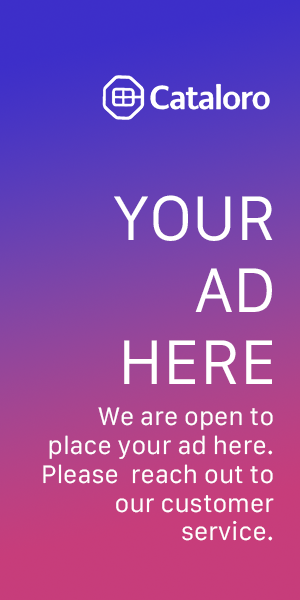 Cataloro
YOUR
AD
HERE
We are open to
place your ad here.
Please  reach out to
our customer
service.